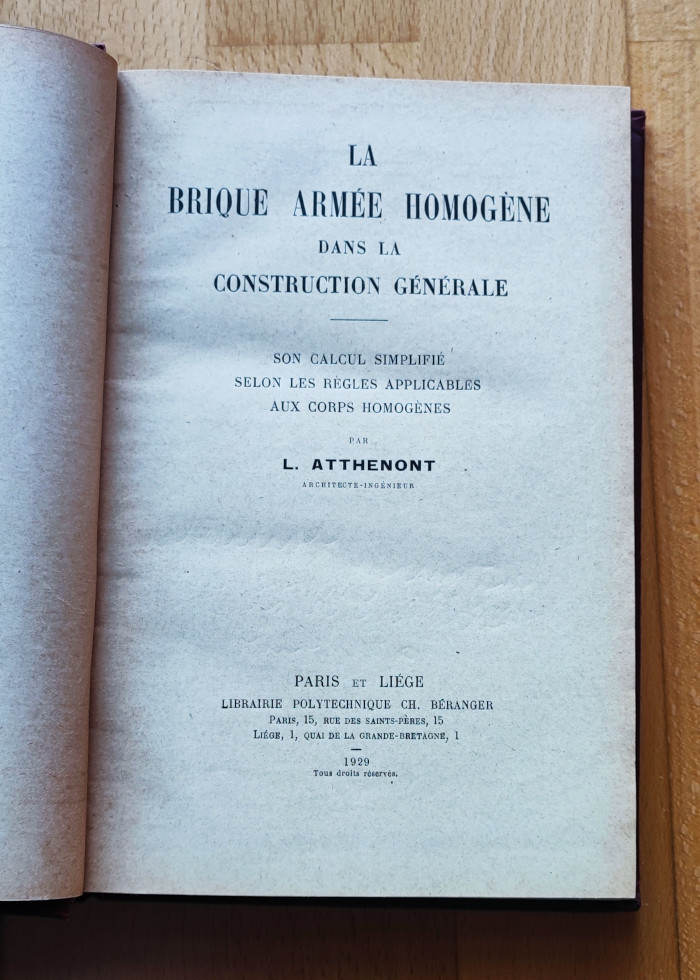 LA
BRIQUE ARMÉE HOMOGÈNE
DANS LA
CONSTRUCTION GÉNÉRALE
SON CALCUL SIMPLIFIÉ
SELON LES RÈGLES APPLICABLES
AUX CORPS HOMOGÈNES
PAR
L. ATTHENONT
ARCHITECTE-INGÉNIEUR
PARIS ET LIÉGE
LIBRAIRIE POLYTECHNIQUE CH. BÉRANGER
PARIS, 15, RUE DES SAINTS-PÈRES, 15
LIÉGE, 1, QUAI DE LA GRANDE-BRETAGNE, 1
1929
Tous droits réservés.